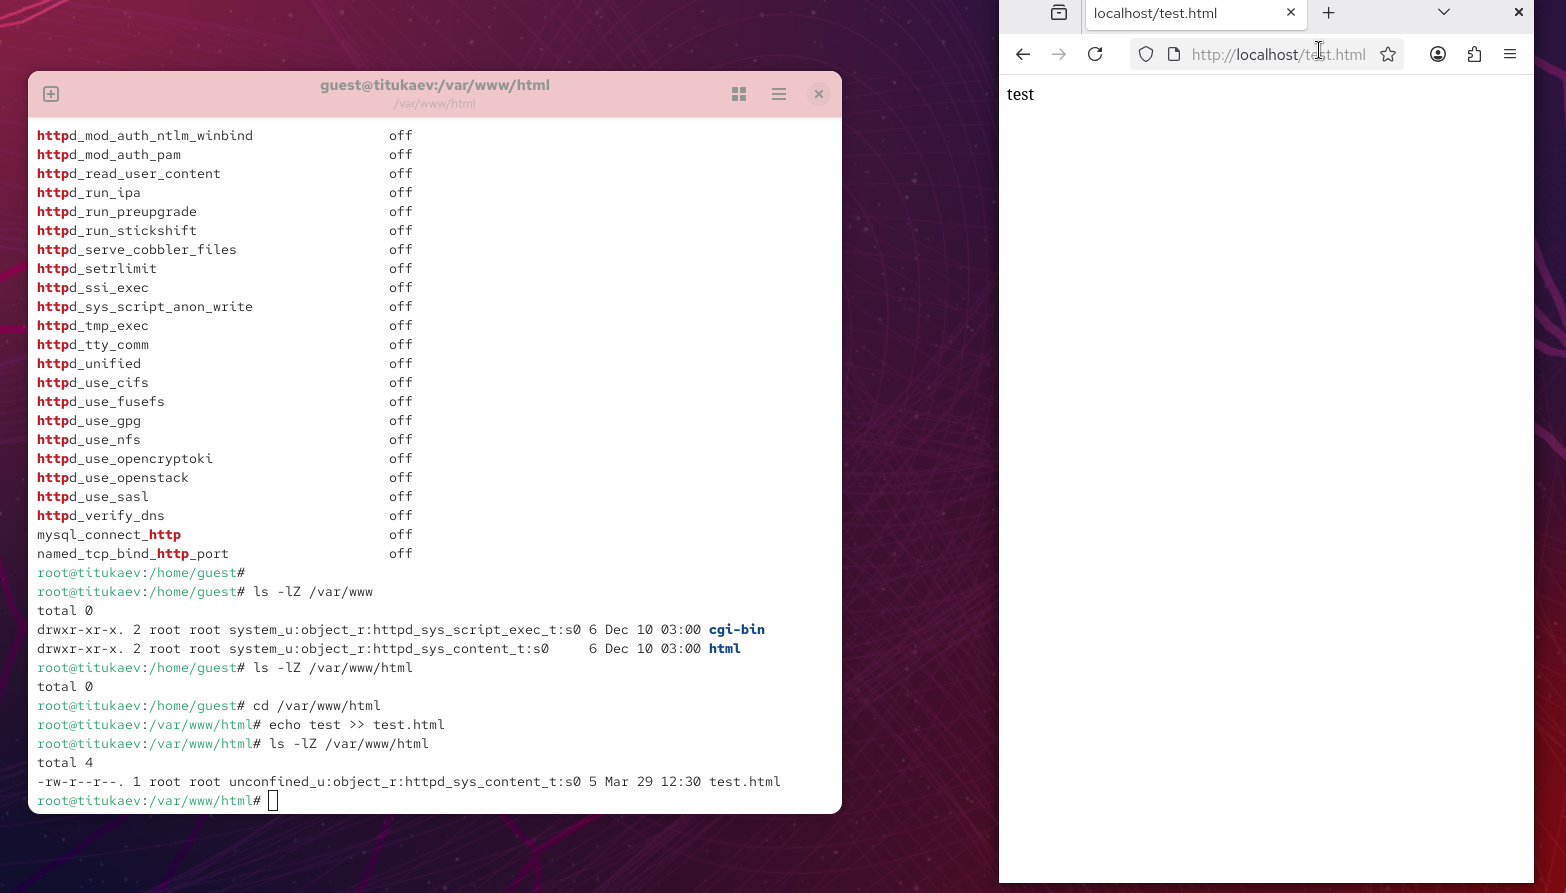 guest@titukaev:/var/www/html
/var/www/html
httpd_mod_auth_ntlm_winbind off
httpd_mod_auth_pam off
httpd_read_user_content off
httpd_run_ipa off
httpd_run_preupgrade off
httpd_run_stickshift off
httpd_serve_cobbler_files off
httpd_setrlimit off
httpd_ssi_exec off
httpd_sys_script_anon_write off
httpd_tmp_exec off
httpd_tty_comm off
httpd_unified off
httpd_use_cifs off
httpd_use_fusefs off
httpd_use_gpg off
httpd_use_nfs off
httpd_use_opencryptoki off
httpd_use_openstack off
httpd_use_sasl off
httpd_verify_dns off
mysql_connect_http off
named_tcp_bind_http_port off
root@titukaev:/home/guest#
root@titukaev:/home/guest# ls -lZ /var/www
total 0
drwxr-xr-x. 2 root root system_u:object_r:httpd_sys_script_exec_t:s0 6 Dec 10 03:00 cgi-bin
drwxr-xr-x. 2 root root system_u:object_r:httpd_sys_content_t:s0 6 Dec 10 03:00 html
root@titukaev:/home/guest# ls -lZ /var/www/html
total 0
root@titukaev:/home/guest# cd /var/www/html
root@titukaev:/var/www/html# echo test >> test.html
root@titukaev:/var/www/html# ls -lZ /var/www/html
total 4
-rw-r--r--. 1 root root unconfined_u:object_r:httpd_sys_content_t:s0 5 Mar 29 12:30 test.html
root@titukaev:/var/www/html#
localhost/test.html
http://localhost/test.html
test